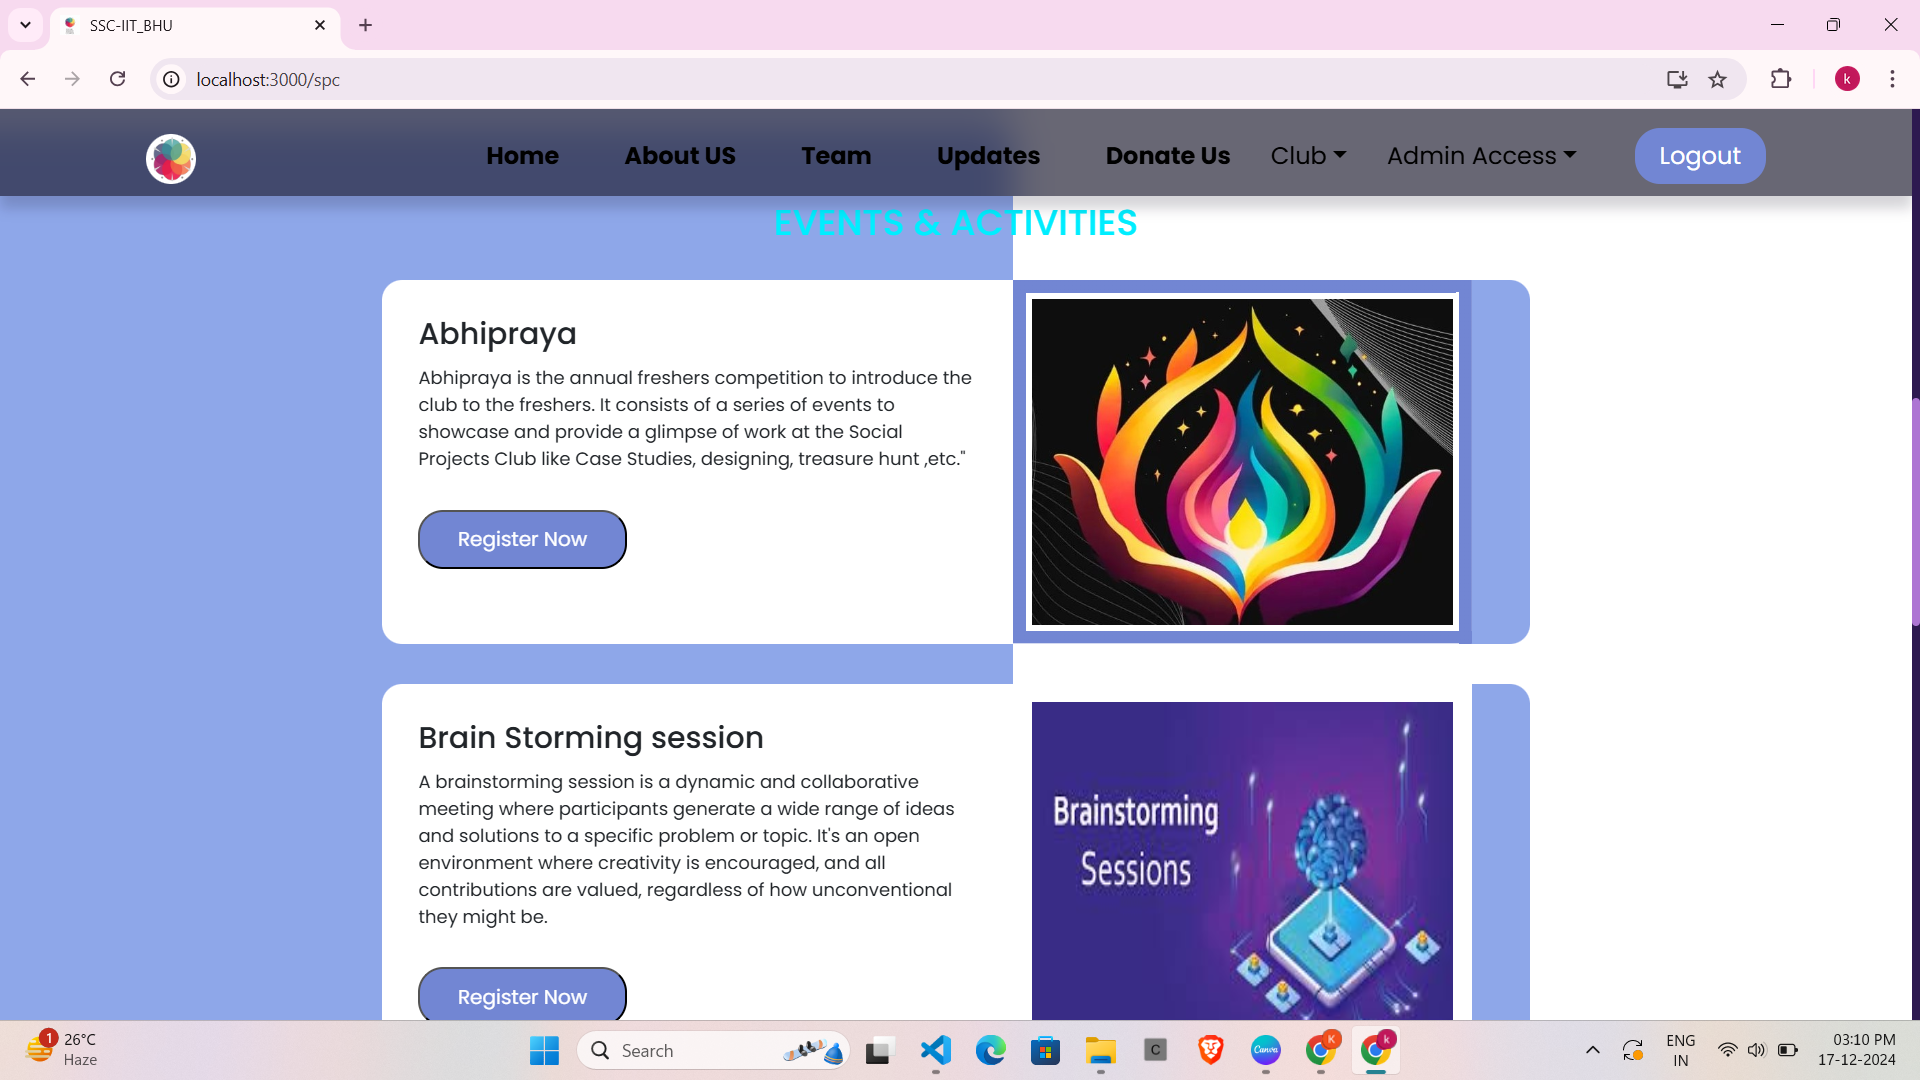 SSC-IIT_BHU
localhost:3000/spc
k
Home About US Team Updates Donate Us Club Admin Access Logout
EVENTS & ACTIVITIES
Abhipraya
Abhipraya is the annual freshers competition to introduce the
club to the freshers. It consists of a series of events to
showcase and provide a glimpse of work at the Social
Projects Club like Case Studies, designing, treasure hunt ,etc."
Register Now
Brain Storming session
A brainstorming session is a dynamic and collaborative
meeting where participants generate a wide range of ideas
and solutions to a specific problem or topic. It's an open
environment where creativity is encouraged, and all
contributions are valued, regardless of how unconventional
they might be.
Register Now
Brainstorming
Sessions
1
26°C
Haze
Search
C
Canva
K
k
ENG
IN
03:10 PM
17-12-2024